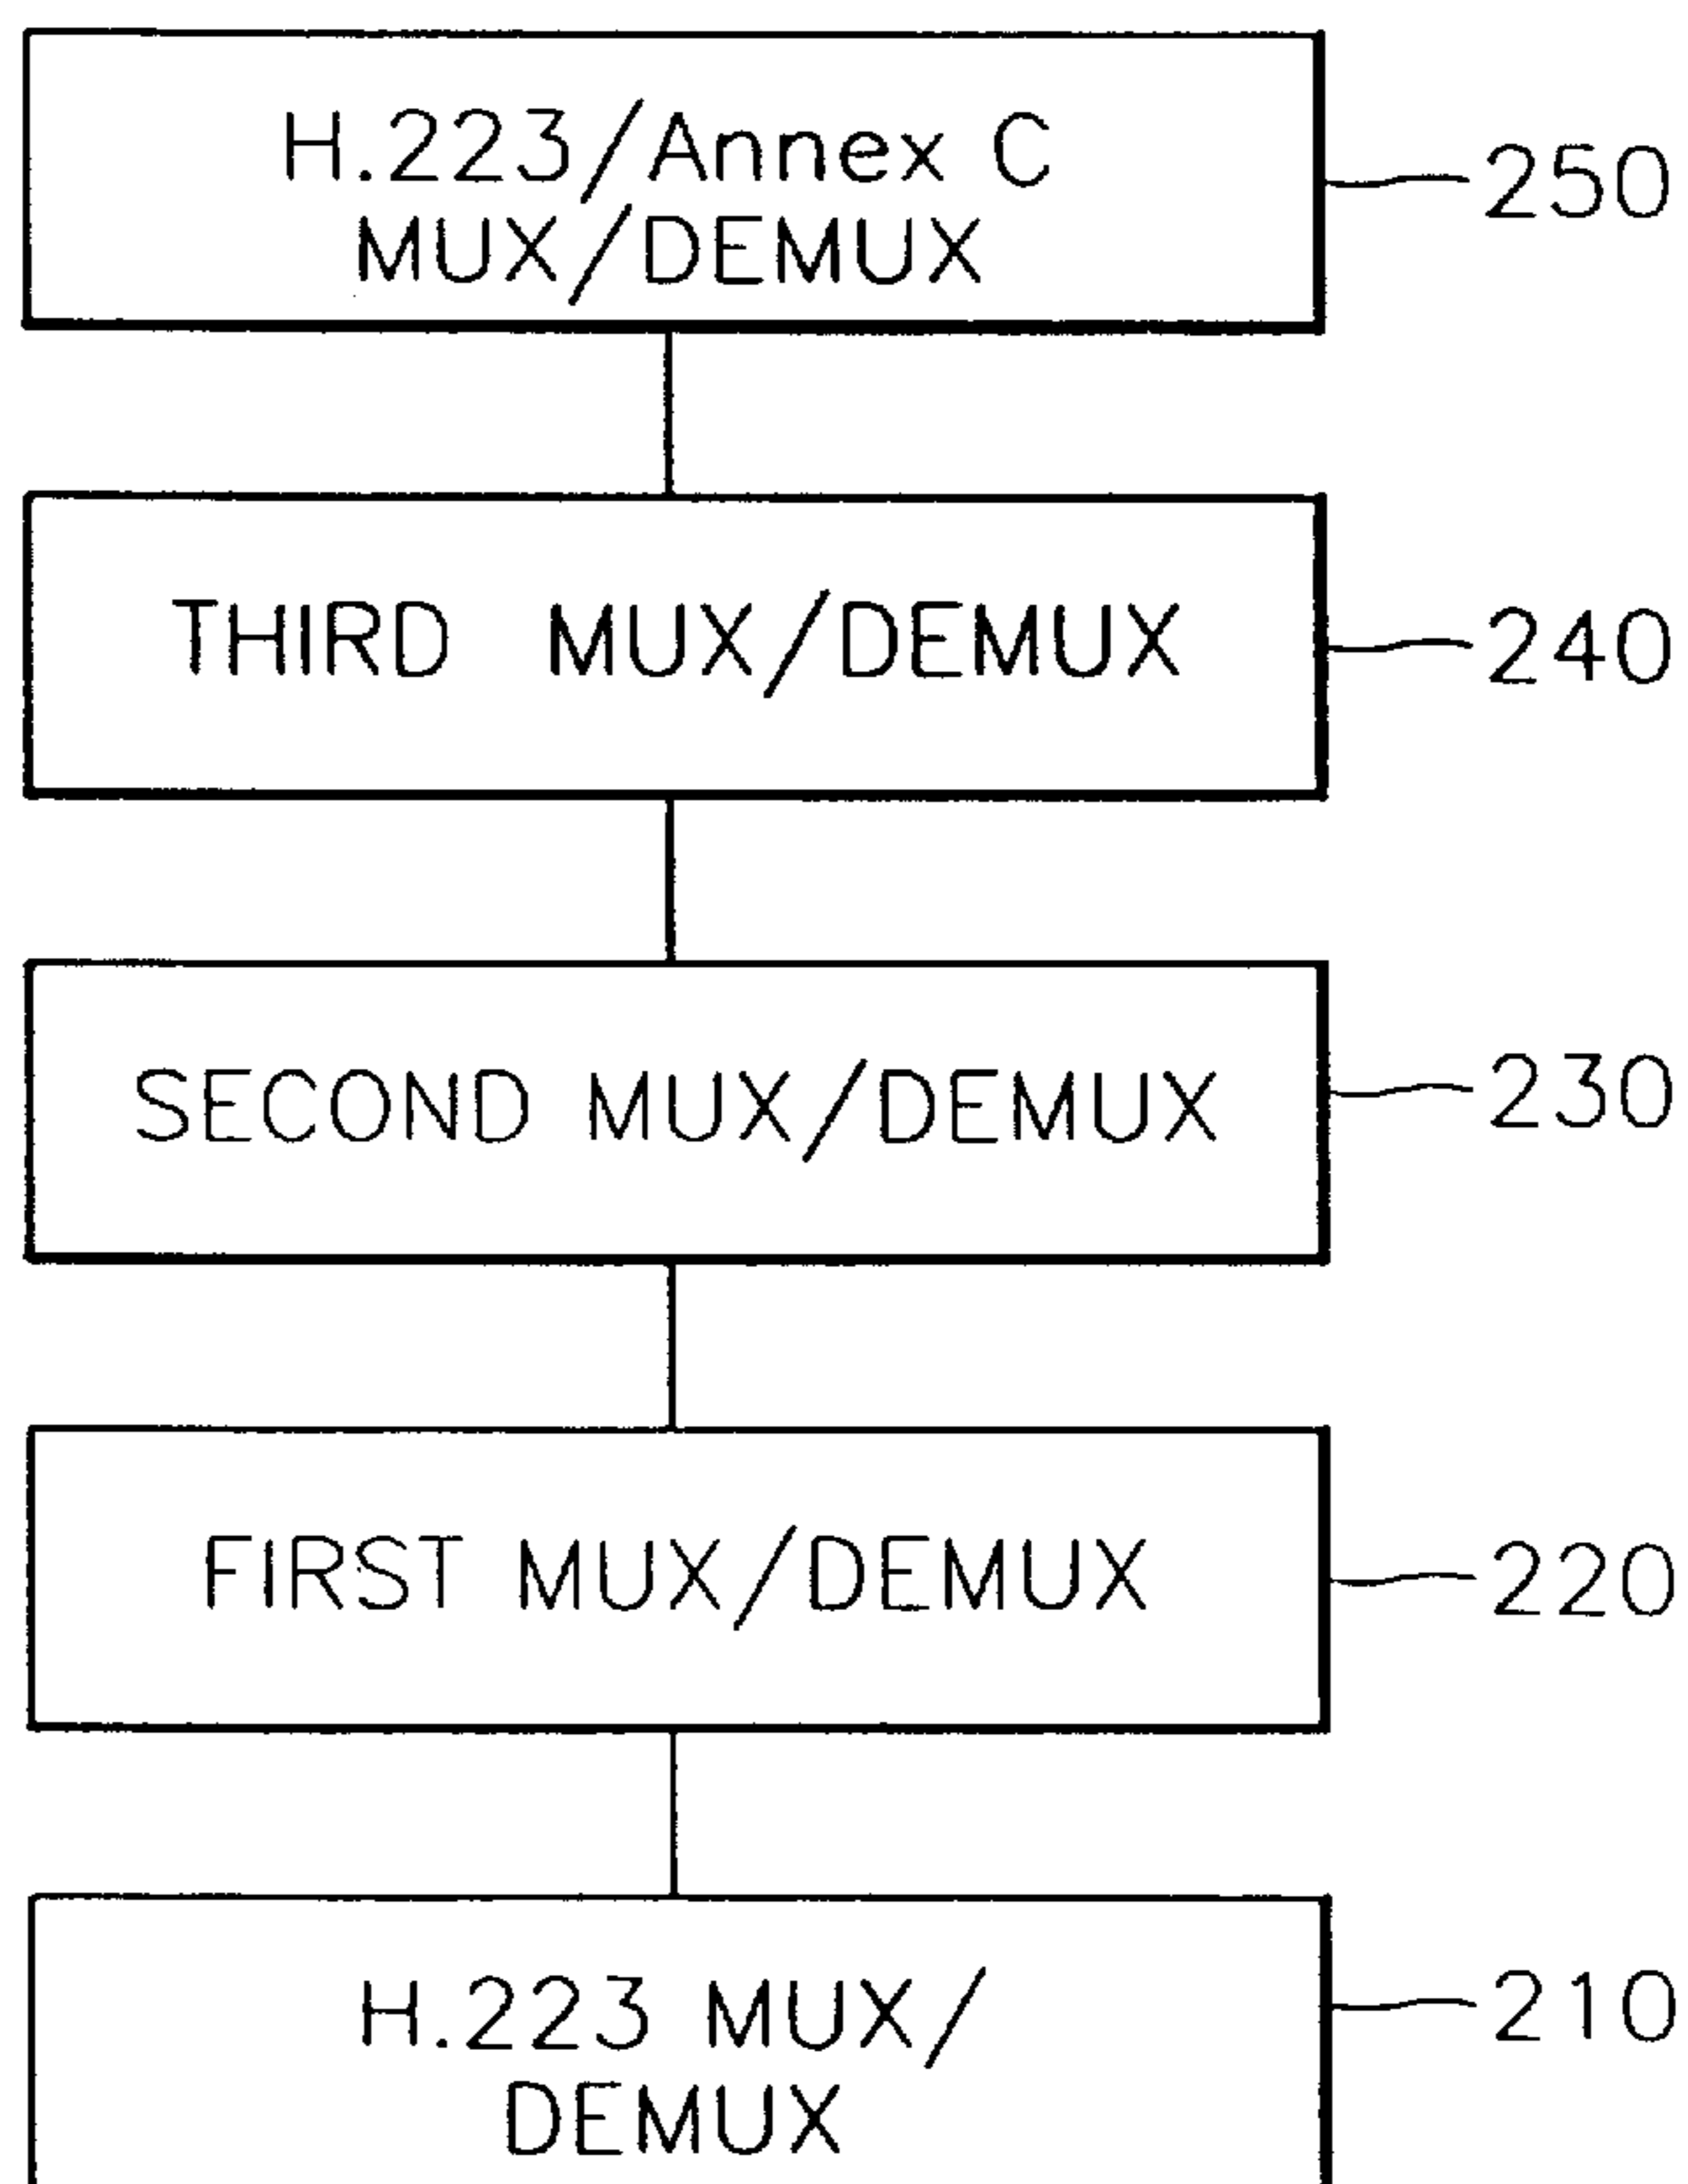 H.223/Annex C
MUX/DEMUX
250
THIRD MUX/DEMUX
240
SECOND MUX/DEMUX
230
FIRST MUX/DEMUX
220
H.223 MUX/
DEMUX
210